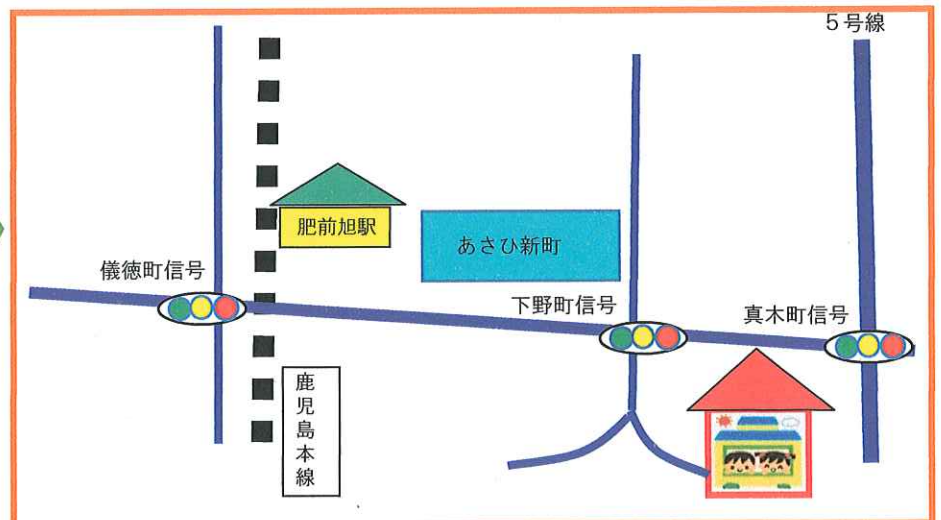 5号線
肥前旭駅
あさひ新町
儀徳町信号
下野町信号
真木町信号
鹿児島本線